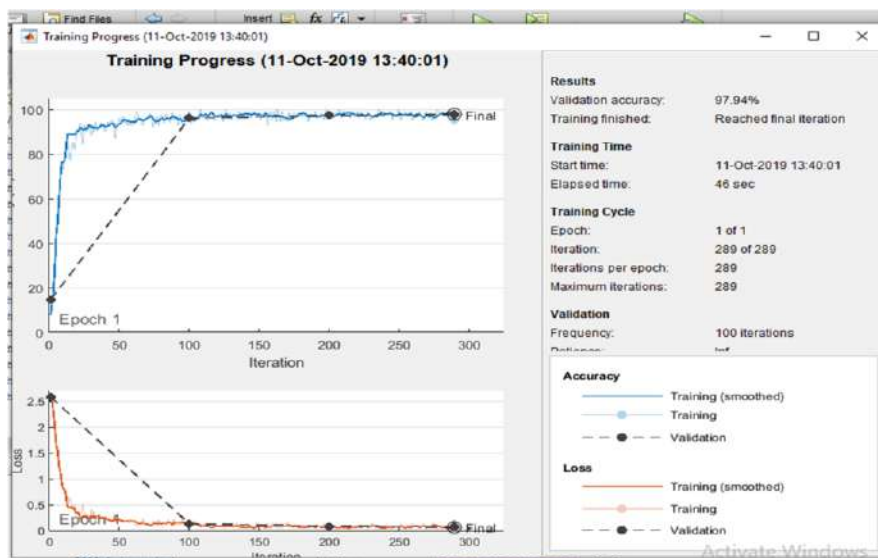 Find Files
Insert
fx
Training Progress (11-Oct-2019 13:40:01)
Training Progress (11-Oct-2019 13:40:01)
100
80
60
40
20
0
Epoch 1
Final
0 50 100 150 200 250 300
Iteration
2.5
2
1.5
1
0.5
0
Loss
Epoch 1
Final
0 50 100 150 200 250 300
Iteration
Results
Validation accuracy: 97.94%
Training finished: Reached final iteration
Training Time
Start time: 11-Oct-2019 13:40:01
Elapsed time: 46 sec
Training Cycle
Epoch: 1 of 1
Iteration: 289 of 289
Iterations per epoch: 289
Maximum iterations: 289
Validation
Frequency: 100 iterations
Patience: Inf
Accuracy
Training (smoothed)
Training
Validation
Loss
Training (smoothed)
Training
Validation
Activate Windows